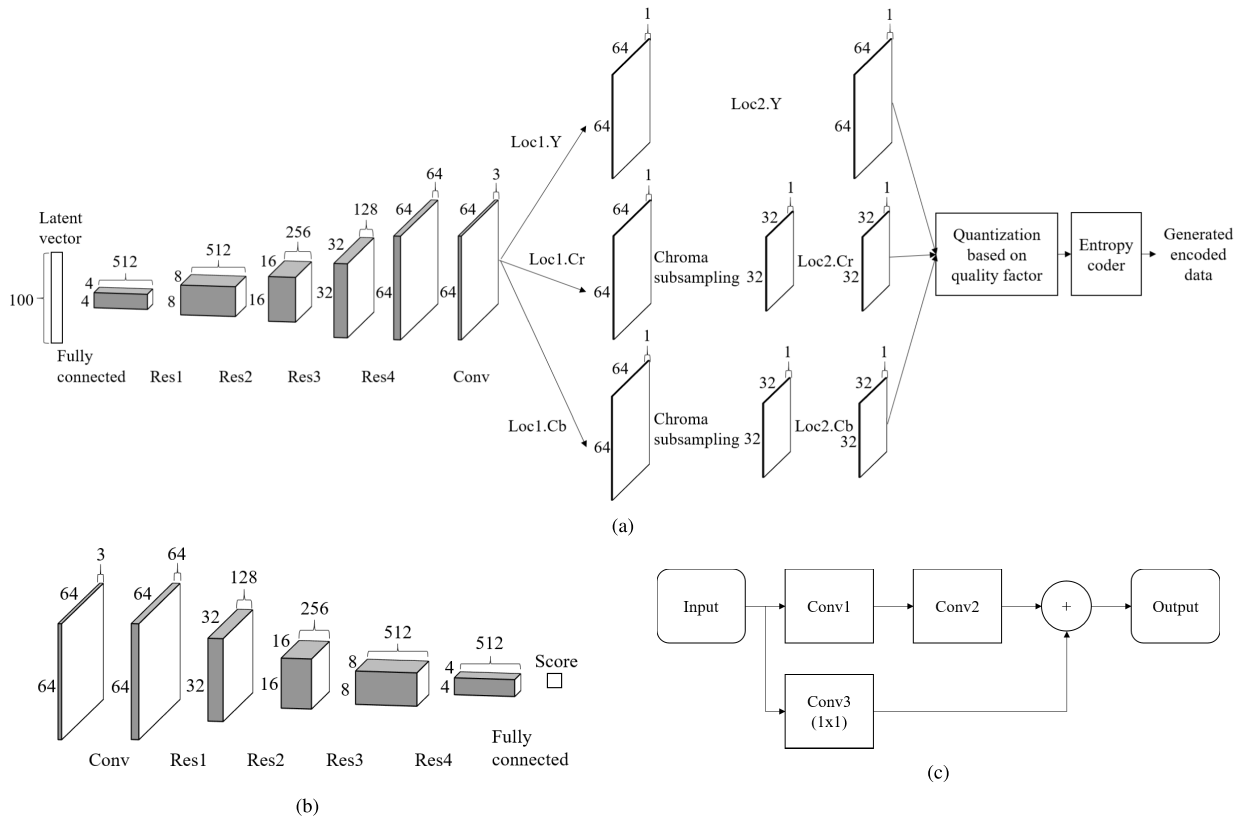 1
1
64
64
Loc2.Y
64
64
Loc1.Y
64
3
1
1
1
128
64
64
64
32
32
Latent
vector
256
32
512
512
16
Loc1.Cr
Chroma
subsampling
32
Loc2.Cr
32
Quantization
based on
quality factor
Entropy
coder
Generated
encoded
data
4
8
100
4
8
16
32
64
64
64
Fully
connected
Res1
Res2
Res3
Res4
Conv
1
1
1
64
32
32
Loc1.Cb
Chroma
subsampling
32
Loc2.Cb
32
64
(a)
3
64
128
64
64
32
256
16
512
512
8
4
Score
64
64
32
16
8
4
Conv
Res1
Res2
Res3
Res4
Fully
connected
(b)
Input
Conv1
Conv2
+
Output
Conv3
(1x1)
(c)